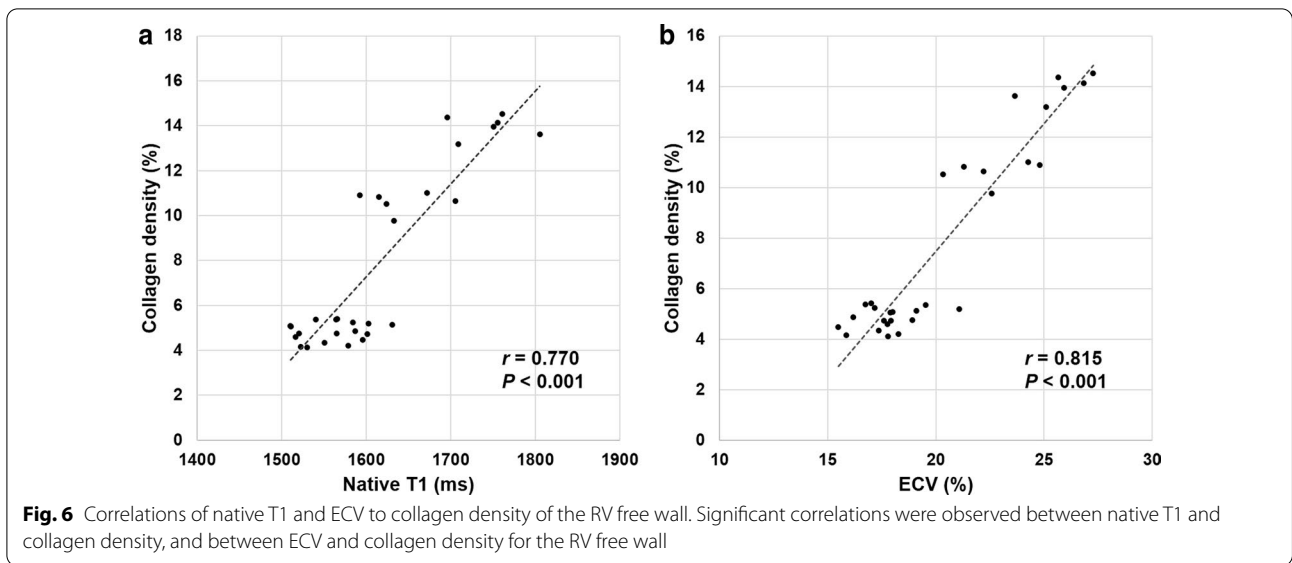 a
18
16
14
12
10
8
6
4
2
0
Collagen density (%)
r = 0.770
P < 0.001
1400 1500 1600 1700 1800 1900
Native T1 (ms)
b
16
14
12
10
8
6
4
2
0
Collagen density (%)
r = 0.815
P < 0.001
10 15 20 25 30
ECV (%)
Fig. 6 Correlations of native T1 and ECV to collagen density of the RV free wall. Significant correlations were observed between native T1 and
collagen density, and between ECV and collagen density for the RV free wall